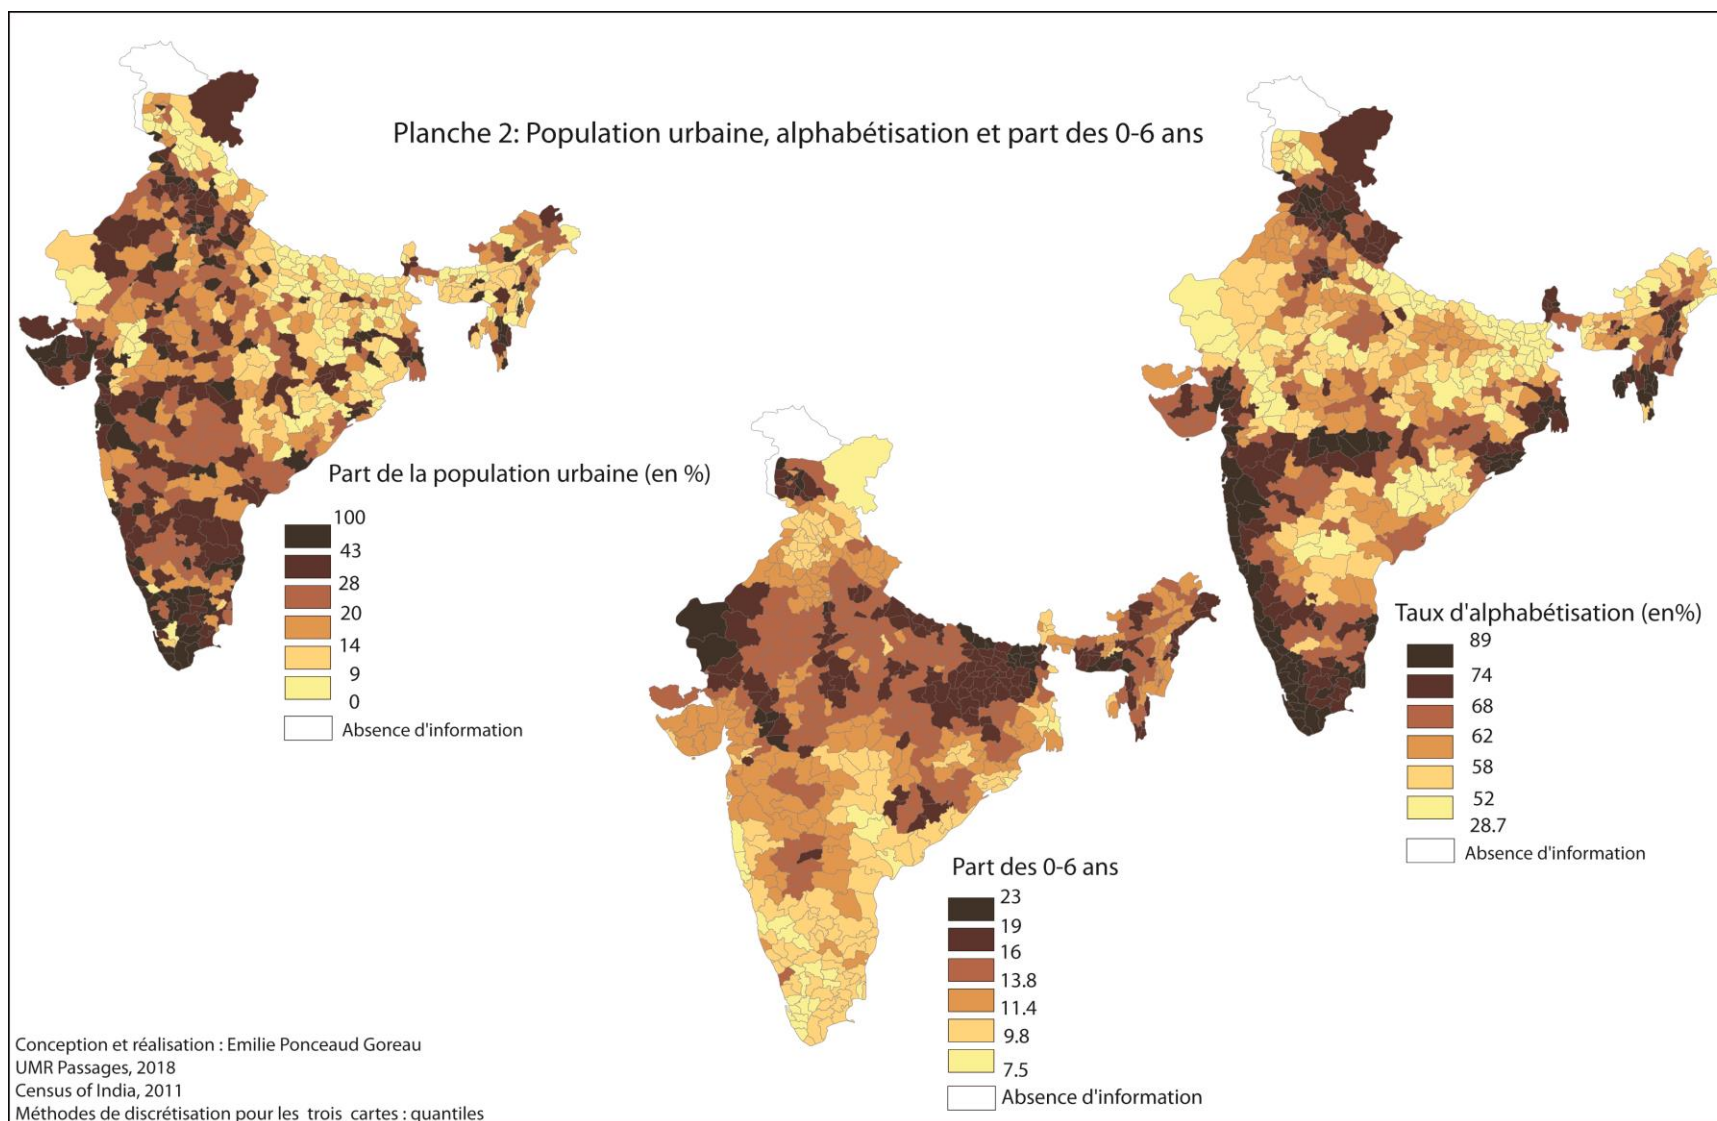 Planche 2: Population urbaine, alphabétisation et part des 0-6 ans
Part de la population urbaine (en %)
100
43
28
20
14
9
0
Absence d'information
Part des 0-6 ans
23
19
16
13.8
11.4
9.8
7.5
Absence d'information
Taux d'alphabétisation (en%)
89
74
68
62
58
52
28.7
Absence d'information
Conception et réalisation : Emilie Ponceaud Goreau
UMR Passages, 2018
Census of India, 2011
Méthodes de discrétisation pour les trois cartes : quantiles